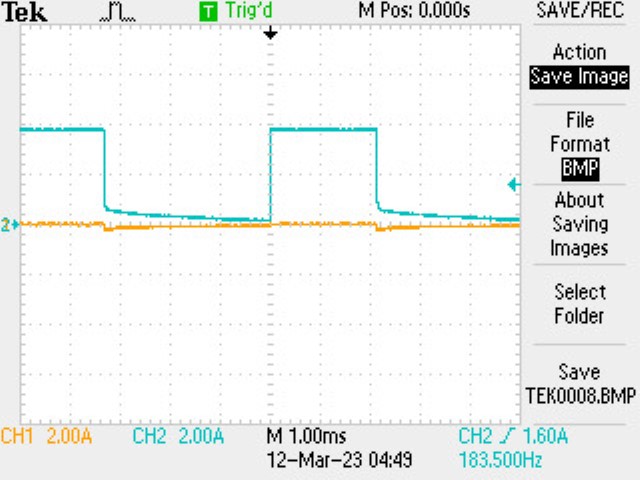 Tek T Trig'd M Pos: 0.000s SAVE/REC
Action
Save Image
File
Format
BMP
About
Saving
Images
Select
Folder
Save
TEK0008.BMP
2
CH1 2.00A CH2 2.00A M 1.00ms CH2 1.60A
12-Mar-23 04:49 183.500Hz